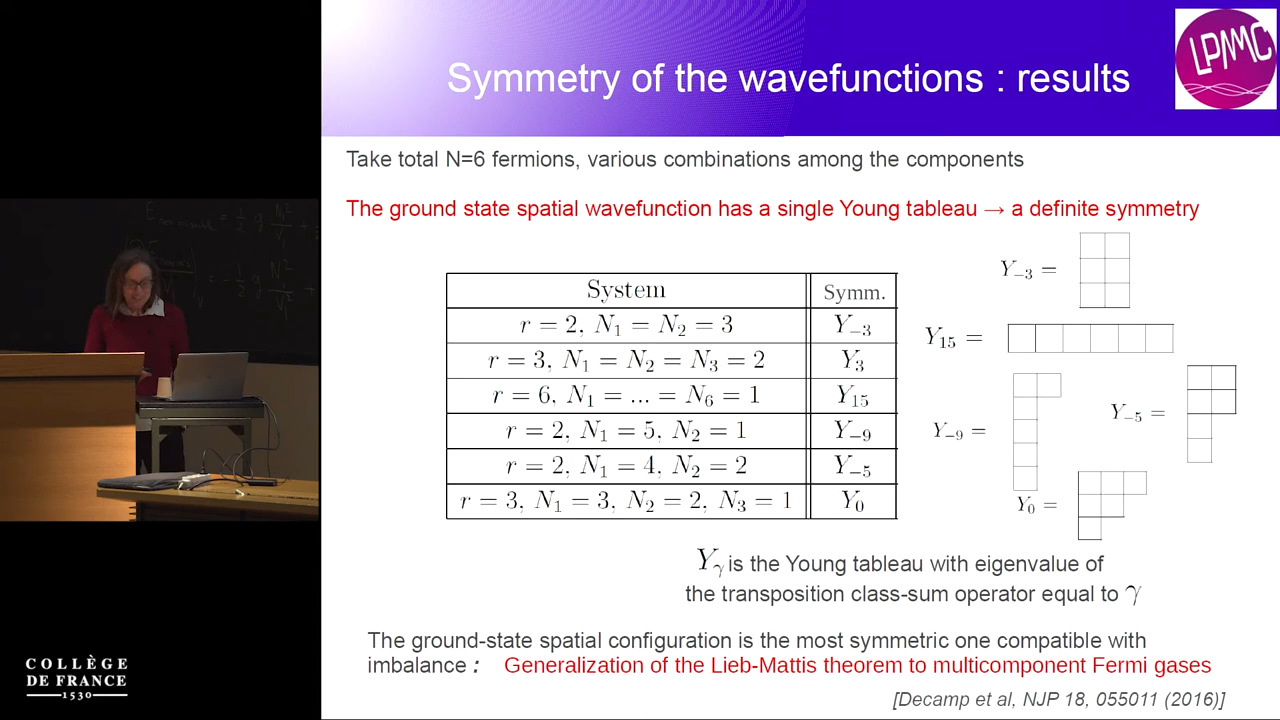 Symmetry of the wavefunctions : results
LPMMC
Take total N=6 fermions, various combinations among the components
The ground state spatial wavefunction has a single Young tableau → a definite symmetry
System Symm.
r = 2, N₁ = N₂ = 3 Y₋₃
r = 3, N₁ = N₂ = N₃ = 2 Y₃
r = 6, N₁ = ... = N₆ = 1 Y₁₅
r = 2, N₁ = 5, N₂ = 1 Y₋₉
r = 2, N₁ = 4, N₂ = 2 Y₋₅
r = 3, N₁ = 3, N₂ = 2, N₃ = 1 Y₀
Y₋₃ =
Y₁₅ =
Y₋₉ =
Y₋₅ =
Y₀ =
Yᵧ is the Young tableau with eigenvalue of
the transposition class-sum operator equal to γ
The ground-state spatial configuration is the most symmetric one compatible with
imbalance : Generalization of the Lieb-Mattis theorem to multicomponent Fermi gases
[Decamp et al, NJP 18, 055011 (2016)]
COLLÈGE
DE FRANCE
1530